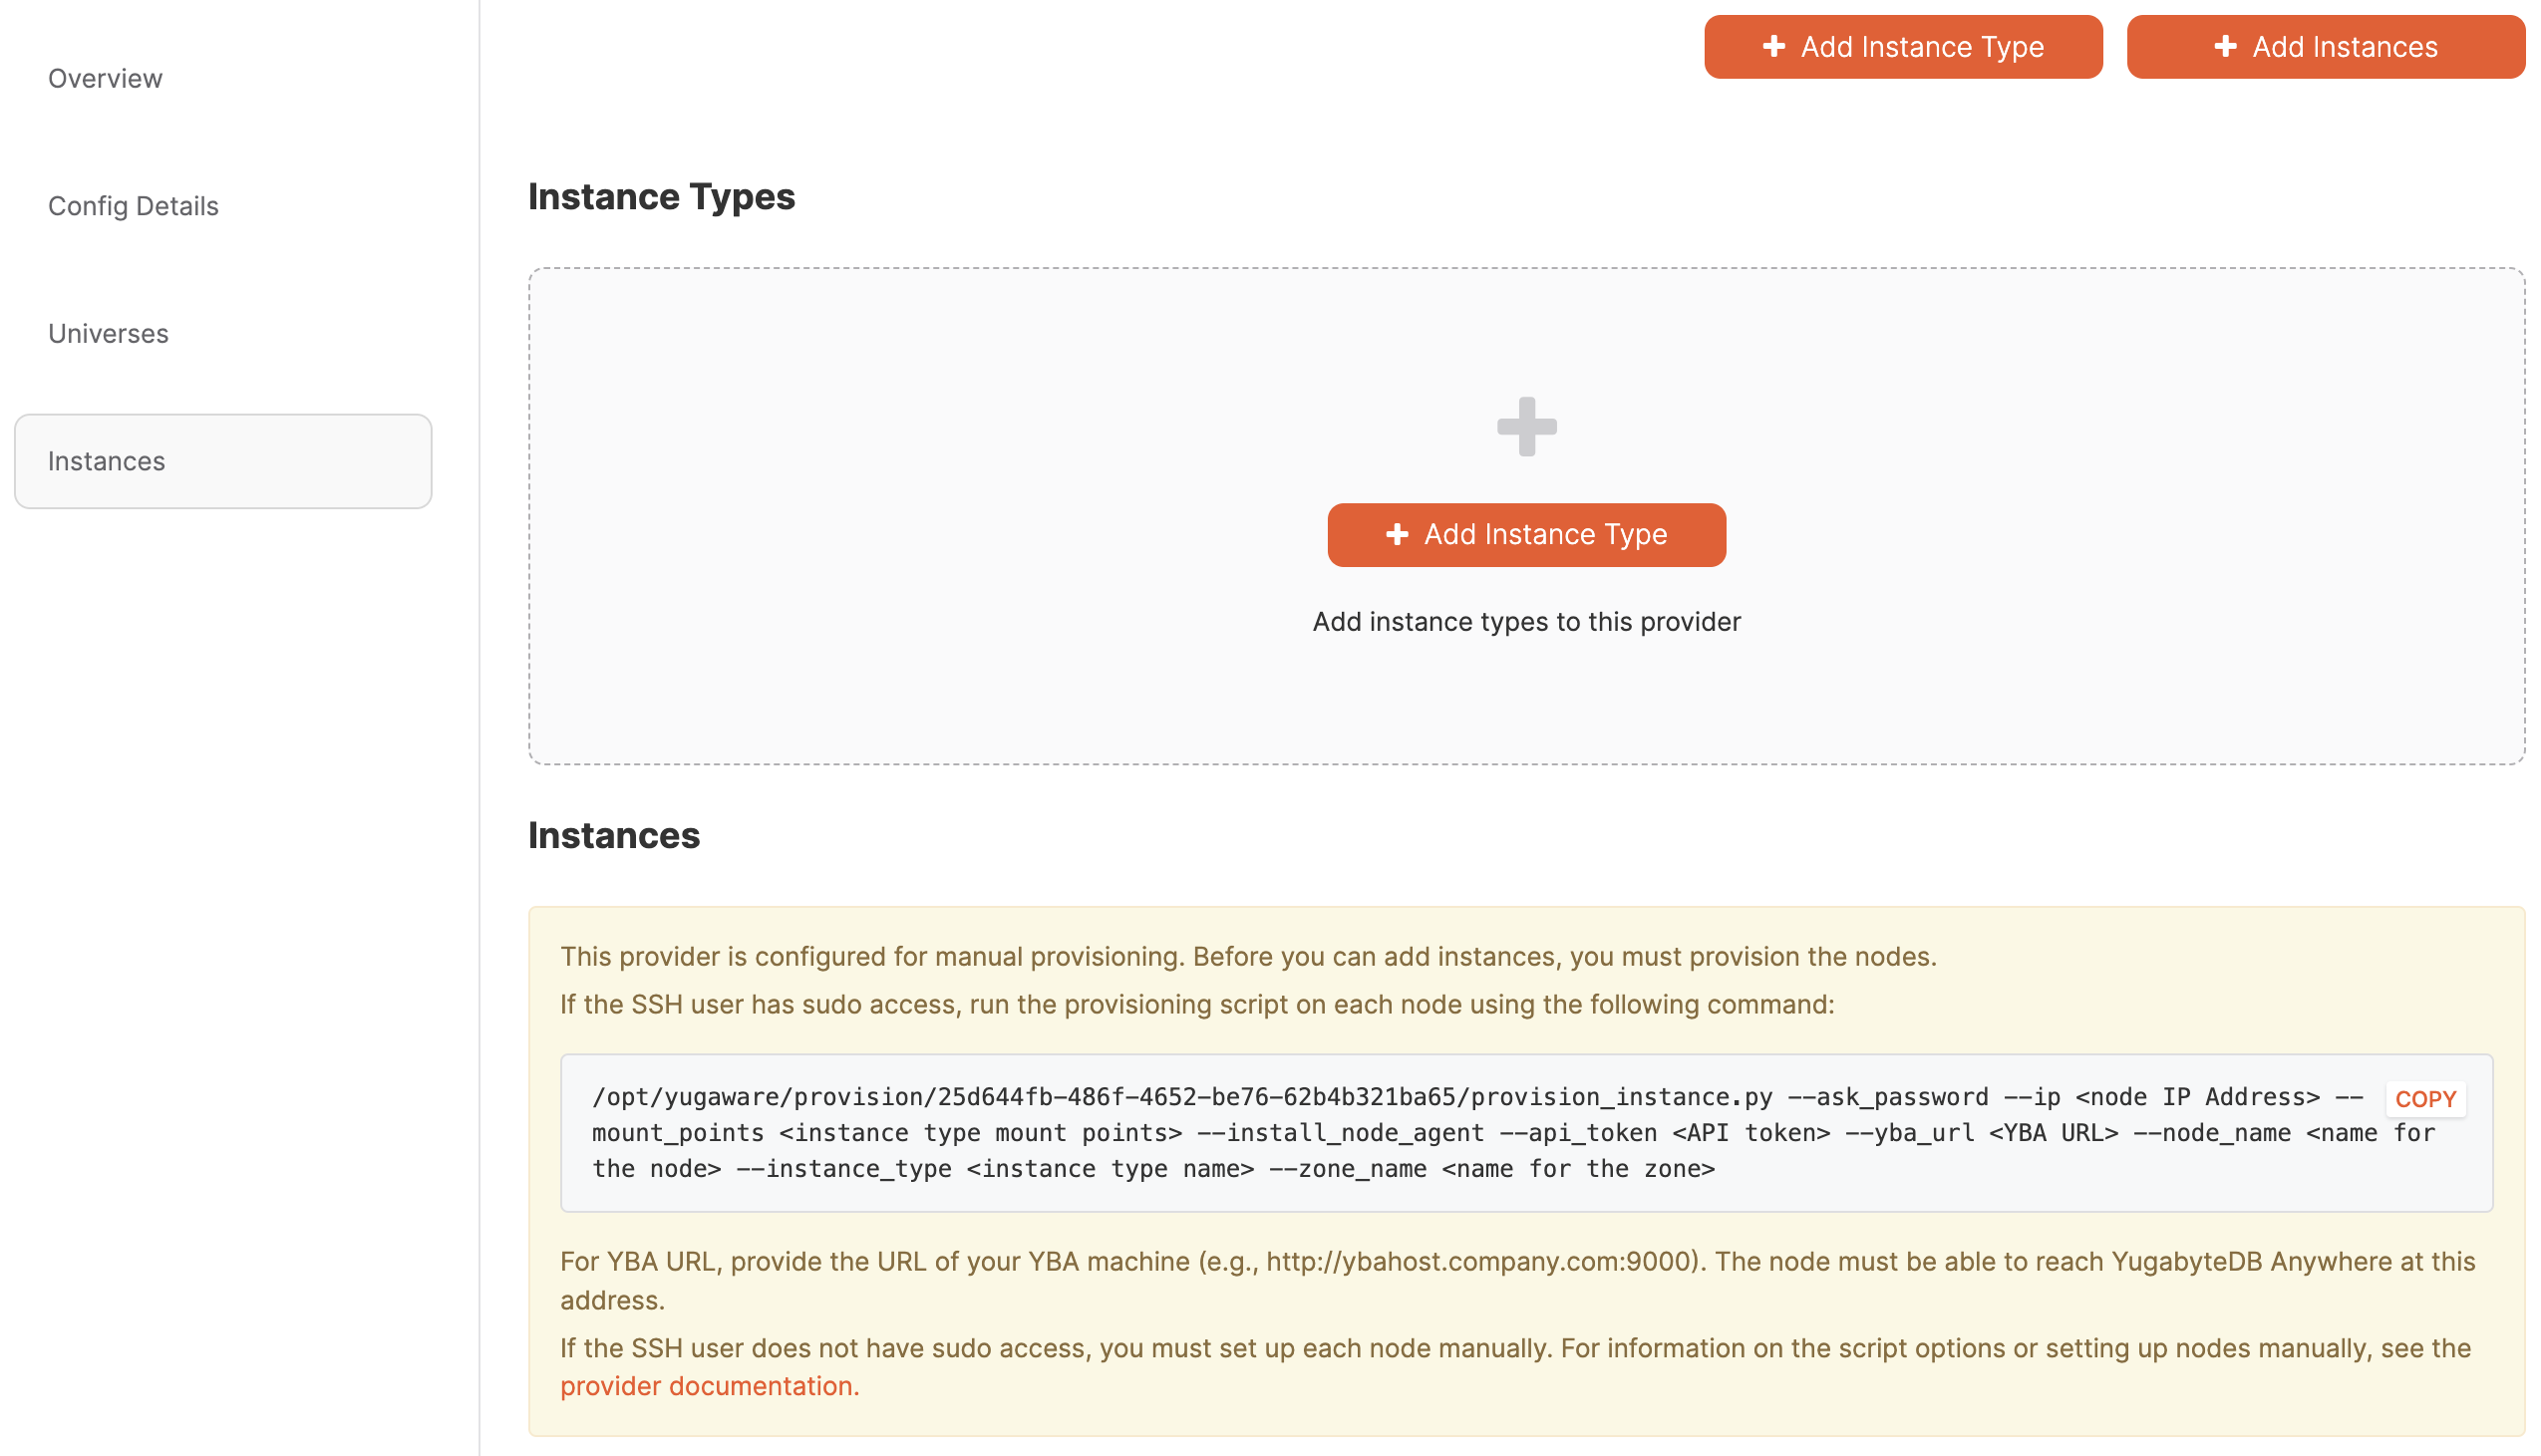 Overview
Config Details
Universes
Instances
Add Instance Type
Add Instances
Instance Types
Add Instance Type
Add instance types to this provider
Instances
This provider is configured for manual provisioning. Before you can add instances, you must provision the nodes.
If the SSH user has sudo access, run the provisioning script on each node using the following command:
/opt/yugaware/provision/25d644fb-486f-4652-be76-62b4b321ba65/provision_instance.py --ask_password --ip <node IP Address> --
COPY
mount_points <instance type mount points> --install_node_agent --api_token <API token> --yba_url <YBA URL> --node_name <name for
the node> --instance_type <instance type name> --zone_name <name for the zone>
For YBA URL, provide the URL of your YBA machine (e.g., http://ybahost.company.com:9000). The node must be able to reach YugabyteDB Anywhere at this
address.
If the SSH user does not have sudo access, you must set up each node manually. For information on the script options or setting up nodes manually, see the
provider documentation.